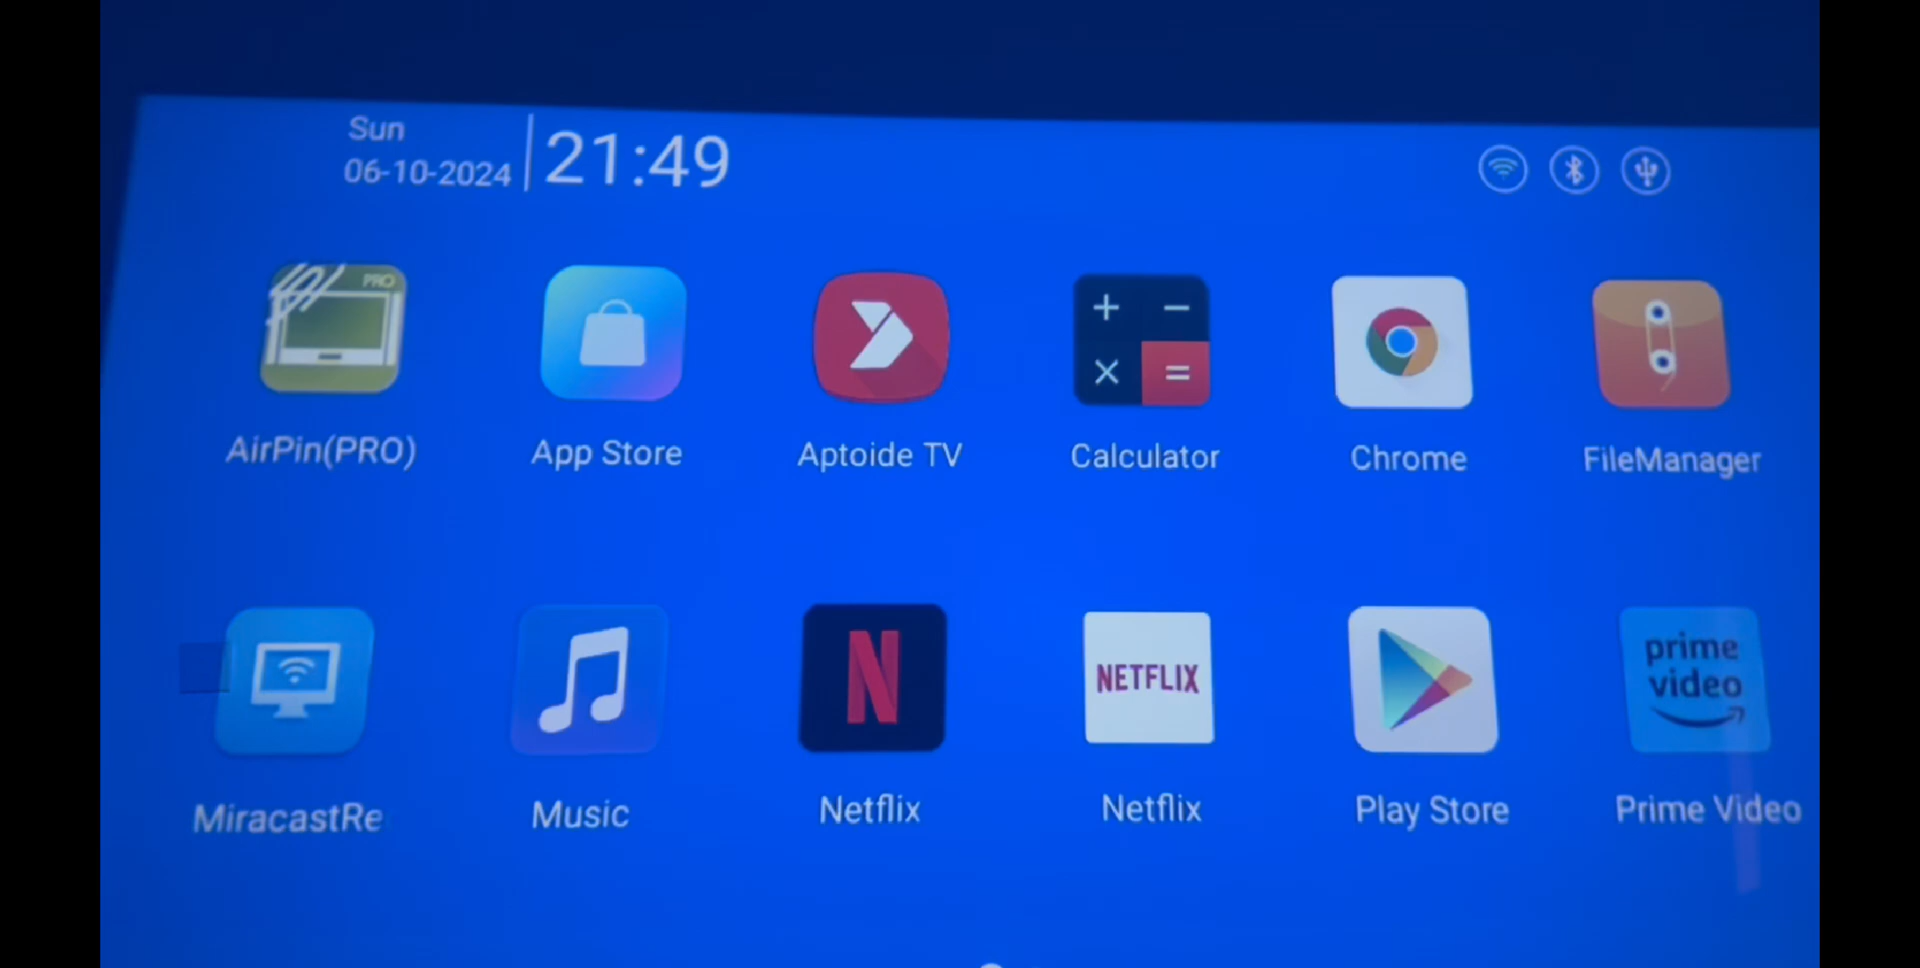 Sun
06-10-2024
21:49
PRO
AirPin(PRO)
App Store
Aptoide TV
Calculator
Chrome
FileManager
NETFLIX
prime
video
MiracastRe
Music
Netflix
Netflix
Play Store
Prime Video